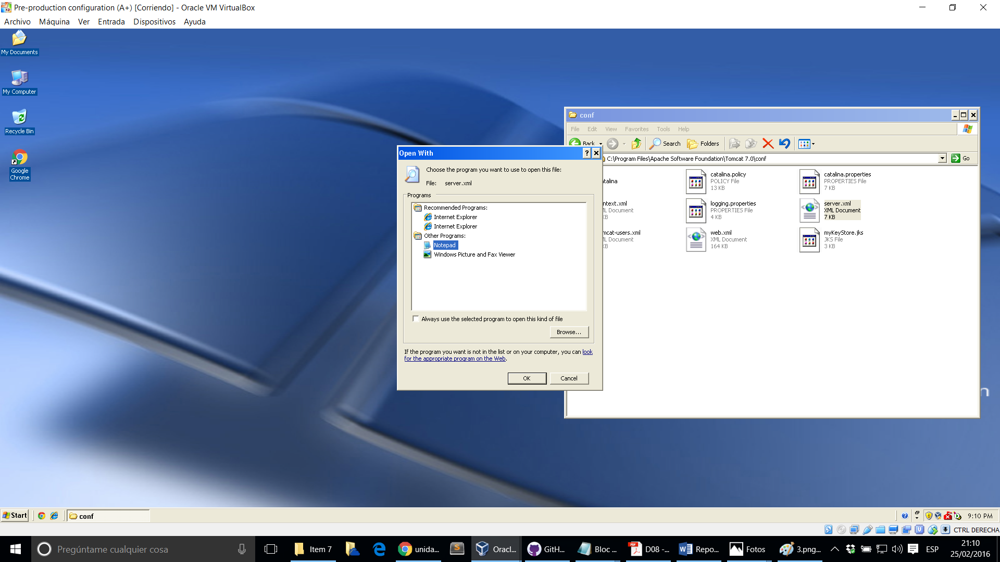 Pre-production configuration (A+) [Corriendo] - Oracle VM VirtualBox
Archivo Máquina Ver Entrada Dispositivos Ayuda
My Documents
My Computer
Recycle Bin
Google
Chrome
conf
File Edit View Favorites Tools Help
Back Search Folders
C:\Program Files\Apache Software Foundation\Tomcat 7.0\conf Go
catalina.policy
POLICY File
13 KB
catalina.properties
PROPERTIES File
7 KB
logging.properties
PROPERTIES File
4 KB
server.xml
XML Document
7 KB
web.xml
XML Document
164 KB
myKeyStore.jks
JKS File
3 KB
Open With
Choose the program you want to use to open this file:
File: server.xml
Programs
Recommended Programs:
Internet Explorer
Internet Explorer
Other Programs:
Notepad
Windows Picture and Fax Viewer
Always use the selected program to open this kind of file
Browse...
If the program you want is not in the list or on your computer, you can look
for the appropriate program on the Web.
OK Cancel
Start conf 9:10 PM
CTRL DERECHA
Pregúntame cualquier cosa Item 7 unida... Oracl... GitH... Bloc ... D08 -... Repo... Fotos 3.png... ESP 21:10
25/02/2016